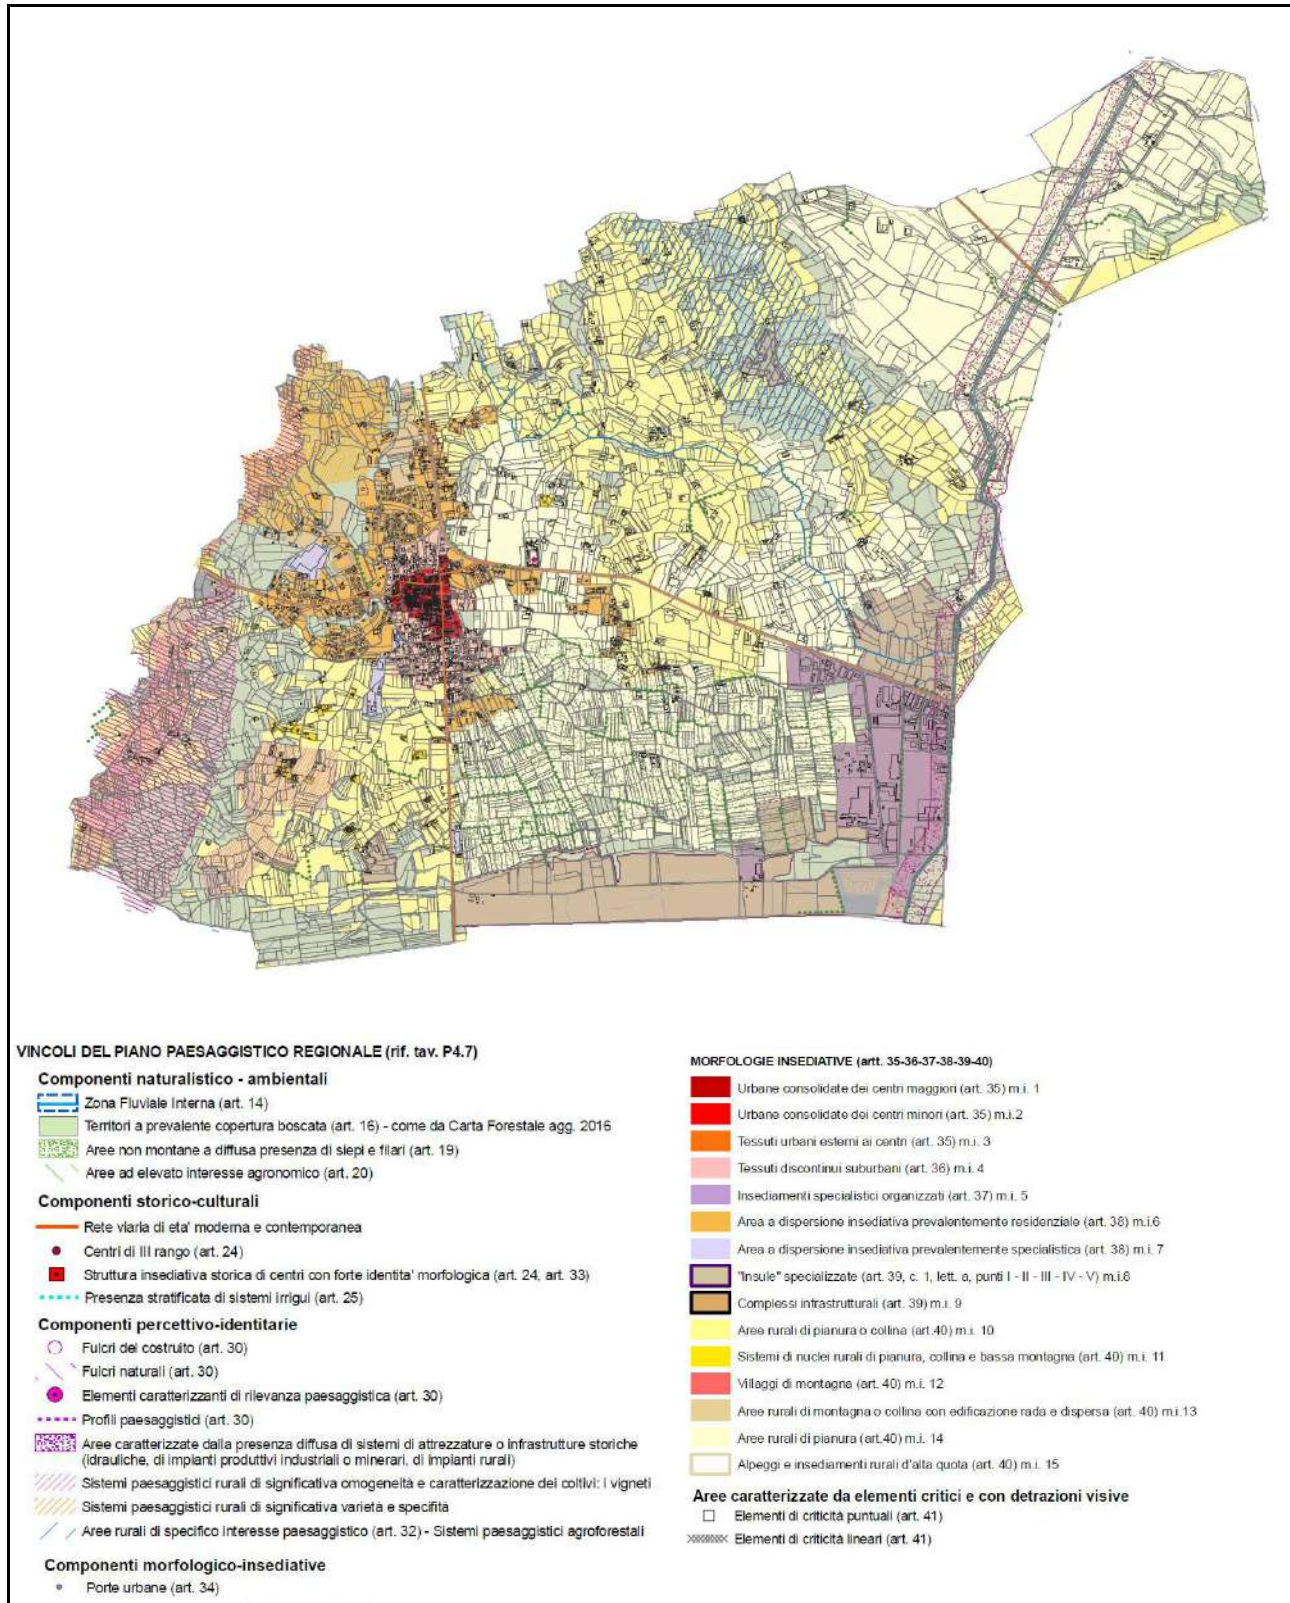 VINCOLI DEL PIANO PAESAGGISTICO REGIONALE (rif. tav. P4.7)
Componenti naturalistico - ambientali
Zona Fluviale Interna (art. 14)
Territori a prevalente copertura boscata (art. 16) - come da Carta Forestale agg. 2016
Aree non montane a diffusa presenza di siepi e filari (art. 19)
Aree ad elevato interesse agronomico (art. 20)
Componenti storico-culturali
Rete viaria di eta' moderna e contemporanea
Centri di III rango (art. 24)
Struttura insediativa storica di centri con forte identita' morfologica (art. 24, art. 33)
Presenza stratificata di sistemi irrigui (art. 25)
Componenti percettivo-identitarie
Fulcri del costruito (art. 30)
Fulcri naturali (art. 30)
Elementi caratterizzanti di rilevanza paesaggistica (art. 30)
Profili paesaggistici (art. 30)
Aree caratterizzate dalla presenza diffusa di sistemi di attrezzature o infrastrutture storiche
(idrauliche, di impianti produttivi industriali o minerari, di impianti rurali)
Sistemi paesaggistici rurali di significativa omogeneità e caratterizzazione dei coltivi: i vigneti
Sistemi paesaggistici rurali di significativa varietà e specifità
Aree rurali di specifico interesse paesaggistico (art. 32) - Sistemi paesaggistici agroforestali
Componenti morfologico-insediative
Porte urbane (art. 34)
MORFOLOGIE INSEDIATIVE (artt. 35-36-37-38-39-40)
Urbane consolidate dei centri maggiori (art. 35) m.i. 1
Urbane consolidate dei centri minori (art. 35) m.i.2
Tessuti urbani esterni ai centri (art. 35) m.i. 3
Tessuti discontinui suburbani (art. 36) m.i. 4
Insediamenti specialistici organizzati (art. 37) m.i. 5
Area a dispersione insediativa prevalentemente residenziale (art. 38) m.i.6
Area a dispersione insediativa prevalentemente specialistica (art. 38) m.i. 7
"Insule" specializzate (art. 39, c. 1, lett. a, punti I - II - III - IV - V) m.i.8
Complessi infrastrutturali (art. 39) m.i. 9
Aree rurali di pianura o collina (art.40) m.i. 10
Sistemi di nuclei rurali di pianura, collina e bassa montagna (art. 40) m.i. 11
Villaggi di montagna (art. 40) m.i. 12
Aree rurali di montagna o collina con edificazione rada e dispersa (art. 40) m.i.13
Aree rurali di pianura (art.40) m.i. 14
Alpeggi e insediamenti rurali d'alta quota (art. 40) m.i. 15
Aree caratterizzate da elementi critici e con detrazioni visive
Elementi di criticità puntuali (art. 41)
Elementi di criticità lineari (art. 41)